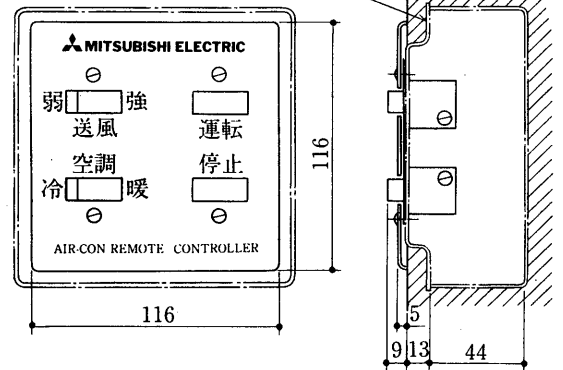 MITSUBISHI ELECTRIC
弱 強
送風 運転
空調 停止
冷 暖
AIR-CON REMOTE CONTROLLER
116
116
5
9 13 44